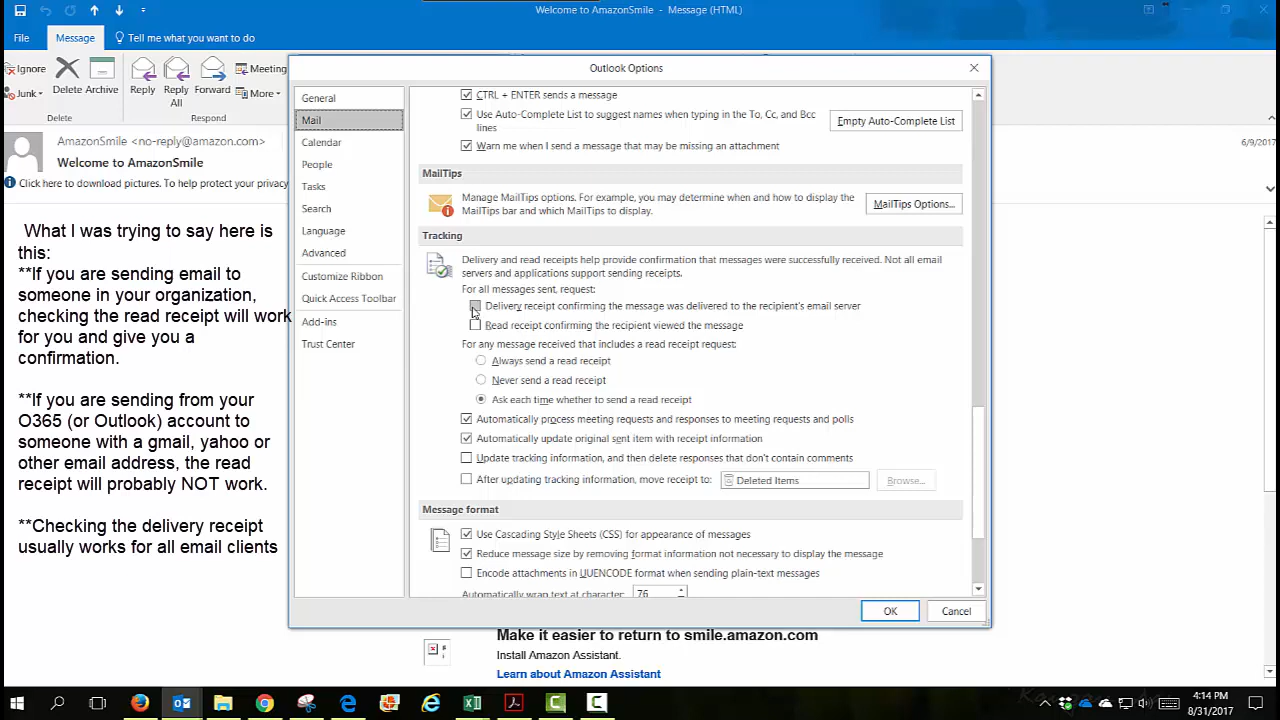 Welcome to AmazonSmile - Message (HTML)
File
Message
Tell me what you want to do
Ignore
Junk
Delete
Archive
Reply
Reply All
Forward
Meeting
More
Delete
Respond
AmazonSmile <no-reply@amazon.com>
Welcome to AmazonSmile
Click here to download pictures. To help protect your privacy
6/9/2017
What I was trying to say here is
this:
**If you are sending email to
someone in your organization,
checking the read receipt will work
for you and give you a
confirmation.
**If you are sending from your
O365 (or Outlook) account to
someone with a gmail, yahoo or
other email address, the read
receipt will probably NOT work.
**Checking the delivery receipt
usually works for all email clients
Outlook Options
General
Mail
Calendar
People
Tasks
Search
Language
Advanced
Customize Ribbon
Quick Access Toolbar
Add-ins
Trust Center
CTRL + ENTER sends a message
Use Auto-Complete List to suggest names when typing in the To, Cc, and Bcc
lines
Empty Auto-Complete List
Warn me when I send a message that may be missing an attachment
MailTips
Manage MailTips options. For example, you may determine when and how to display the
MailTips bar and which MailTips to display.
MailTips Options...
Tracking
Delivery and read receipts help provide confirmation that messages were successfully received. Not all email
servers and applications support sending receipts.
For all messages sent, request:
Delivery receipt confirming the message was delivered to the recipient's email server
Read receipt confirming the recipient viewed the message
For any message received that includes a read receipt request:
Always send a read receipt
Never send a read receipt
Ask each time whether to send a read receipt
Automatically process meeting requests and responses to meeting requests and polls
Automatically update original sent item with receipt information
Update tracking information, and then delete responses that don't contain comments
After updating tracking information, move receipt to:
Deleted Items
Browse...
Message format
Use Cascading Style Sheets (CSS) for appearance of messages
Reduce message size by removing format information not necessary to display the message
Encode attachments in UUENCODE format when sending plain-text messages
Automatically wrap text at character:
76
OK
Cancel
Make it easier to return to smile.amazon.com
Install Amazon Assistant.
Learn about Amazon Assistant
4:14 PM
8/31/2017